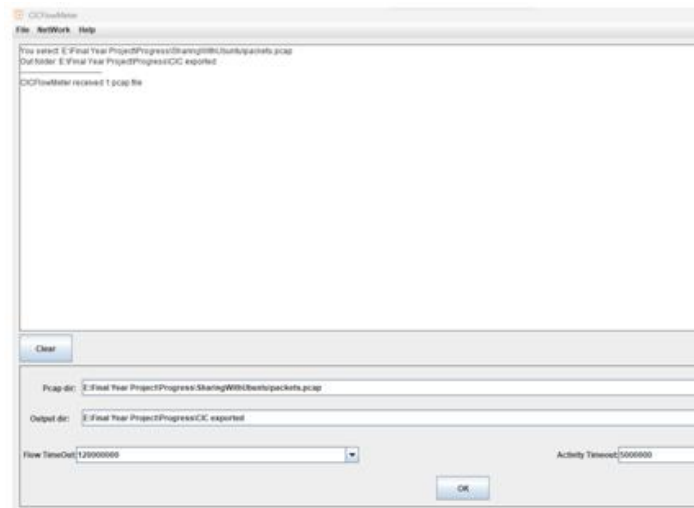 CICFlowMeter
File NetWork Help
You select: E:\Final Year Project\Progress\SharingWithUbuntu\packets.pcap
Out folder: E:\Final Year Project\Progress\CIC exported
CICFlowMeter received 1 pcap file
Clear
Pcap dir: E:\Final Year Project\Progress\SharingWithUbuntu\packets.pcap
Output dir: E:\Final Year Project\Progress\CIC exported
Flow TimeOut: 120000000 Activity Timeout: 5000000
OK